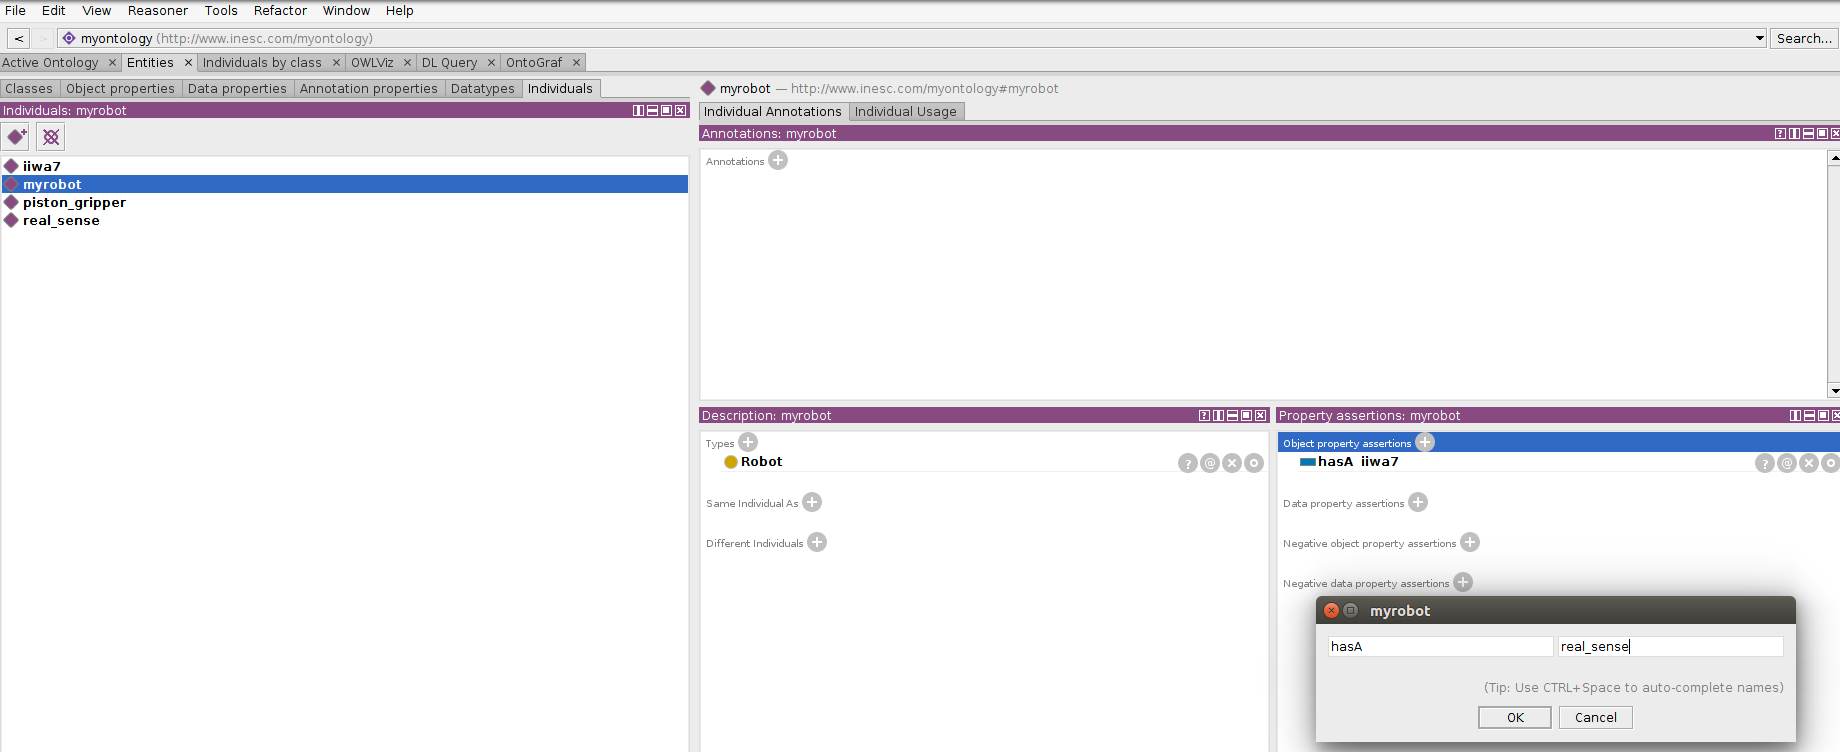 File Edit View Reasoner Tools Refactor Window Help
< > myontology (http://www.inesc.com/myontology) Search...
Active Ontology × Entities × Individuals by class × OWLViz × DL Query × OntoGraf ×
Classes Object properties Data properties Annotation properties Datatypes Individuals
Individuals: myrobot
iiwa7
myrobot
piston_gripper
real_sense
myrobot — http://www.inesc.com/myontology#myrobot
Individual Annotations Individual Usage
Annotations: myrobot
Annotations
Description: myrobot
Types
Robot
Same Individual As
Different Individuals
Property assertions: myrobot
Object property assertions
hasA iiwa7
Data property assertions
Negative object property assertions
Negative data property assertions
myrobot
hasA real_sense
(Tip: Use CTRL+Space to auto-complete names)
OK Cancel